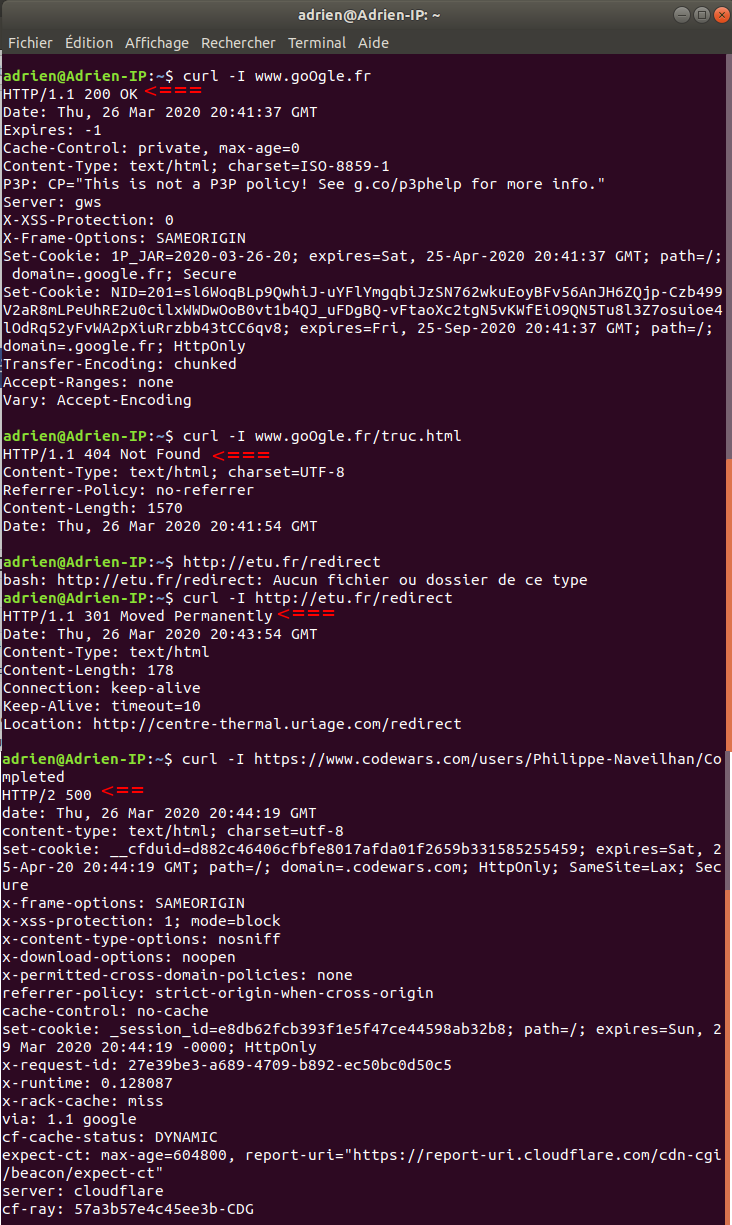 adrien@Adrien-IP: ~
Fichier Édition Affichage Rechercher Terminal Aide
adrien@Adrien-IP:~$ curl -I www.goOgle.fr
HTTP/1.1 200 OK <===
Date: Thu, 26 Mar 2020 20:41:37 GMT
Expires: -1
Cache-Control: private, max-age=0
Content-Type: text/html; charset=ISO-8859-1
P3P: CP="This is not a P3P policy! See g.co/p3phelp for more info."
Server: gws
X-XSS-Protection: 0
X-Frame-Options: SAMEORIGIN
Set-Cookie: 1P_JAR=2020-03-26-20; expires=Sat, 25-Apr-2020 20:41:37 GMT; path=/;
 domain=.google.fr; Secure
Set-Cookie: NID=201=sl6WoqBLp9QwhiJ-uYFlYmgqbiJzSN762wkuEoyBFv56AnJH6ZQjp-Czb499
V2aR8mLPeUhRE2u0cilxWWDwOoB0vt1b4QJ_uFDgBQ-vFtaoXc2tgN5vKWfEiO9QN5Tu8l3Z7osuioe4
lOdRq52yFvWA2pXiuRrzbb43tCC6qv8; expires=Fri, 25-Sep-2020 20:41:37 GMT; path=/;
domain=.google.fr; HttpOnly
Transfer-Encoding: chunked
Accept-Ranges: none
Vary: Accept-Encoding
adrien@Adrien-IP:~$ curl -I www.goOgle.fr/truc.html
HTTP/1.1 404 Not Found <===
Content-Type: text/html; charset=UTF-8
Referrer-Policy: no-referrer
Content-Length: 1570
Date: Thu, 26 Mar 2020 20:41:54 GMT
adrien@Adrien-IP:~$ http://etu.fr/redirect
bash: http://etu.fr/redirect: Aucun fichier ou dossier de ce type
adrien@Adrien-IP:~$ curl -I http://etu.fr/redirect
HTTP/1.1 301 Moved Permanently <===
Date: Thu, 26 Mar 2020 20:43:54 GMT
Content-Type: text/html
Content-Length: 178
Connection: keep-alive
Keep-Alive: timeout=10
Location: http://centre-thermal.uriage.com/redirect
adrien@Adrien-IP:~$ curl -I https://www.codewars.com/users/Philippe-Naveilhan/Co
mpleted
HTTP/2 500 <==
date: Thu, 26 Mar 2020 20:44:19 GMT
content-type: text/html; charset=utf-8
set-cookie: __cfduid=d882c46406cfbfe8017afda01f2659b331585255459; expires=Sat, 2
5-Apr-20 20:44:19 GMT; path=/; domain=.codewars.com; HttpOnly; SameSite=Lax; Sec
ure
x-frame-options: SAMEORIGIN
x-xss-protection: 1; mode=block
x-content-type-options: nosniff
x-download-options: noopen
x-permitted-cross-domain-policies: none
referrer-policy: strict-origin-when-cross-origin
cache-control: no-cache
set-cookie: _session_id=e8db62fcb393f1e5f47ce44598ab32b8; path=/; expires=Sun, 2
9 Mar 2020 20:44:19 -0000; HttpOnly
x-request-id: 27e39be3-a689-4709-b892-ec50bc0d50c5
x-runtime: 0.128087
x-rack-cache: miss
via: 1.1 google
cf-cache-status: DYNAMIC
expect-ct: max-age=604800, report-uri="https://report-uri.cloudflare.com/cdn-cgi
/beacon/expect-ct"
server: cloudflare
cf-ray: 57a3b57e4c45ee3b-CDG